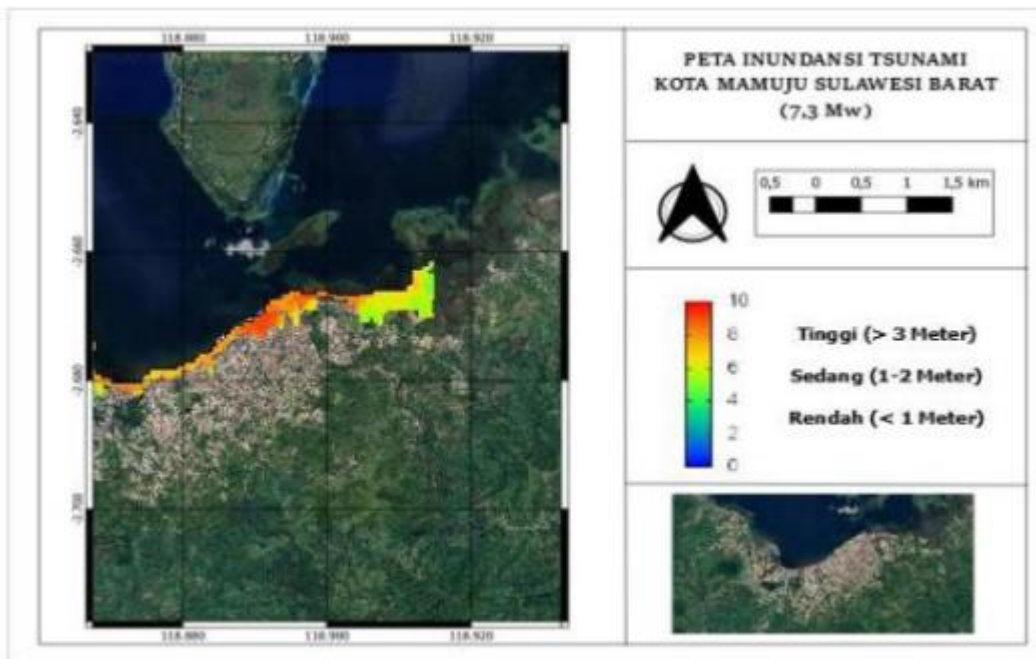 118.880 118.900 118.920
-2.640
-2.660
-2.680
-2.700
118.880 118.900 118.920
PETA INUNDANSI TSUNAMI
KOTA MAMUJU SULAWESI BARAT
(7,3 Mw)
0,5 0 0,5 1 1,5 km
10
8
6
4
2
0
Tinggi (> 3 Meter)
Sedang (1-2 Meter)
Rendah (< 1 Meter)